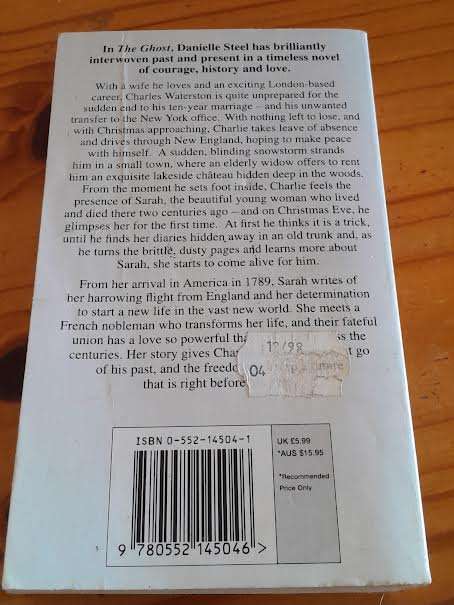 In The Ghost, Danielle Steel has brilliantly
interwoven past and present in a timeless novel
of courage, history and love.
With a wife he loves and an exciting London-based
career, Charles Waterston is quite unprepared for the
sudden end to his ten-year marriage – and his unwanted
transfer to the New York office. With nothing left to lose, and
with Christmas approaching, Charlie takes leave of absence
and drives through New England, hoping to make peace
with himself. A sudden, blinding snowstorm strands
him in a small town, where an elderly widow offers to rent
him an exquisite lakeside château hidden deep in the woods.
From the moment he sets foot inside, Charlie feels the
presence of Sarah, the beautiful young woman who lived
and died there two centuries ago – and on Christmas Eve, he
glimpses her for the first time. At first he thinks it is a trick,
until he finds her diaries hidden away in an old trunk and, as
he turns the brittle, dusty pages and learns more about
Sarah, she starts to come alive for him.
From her arrival in America in 1789, Sarah writes of
her harrowing flight from England and her determination
to start a new life in the vast new world. She meets a
French nobleman who transforms her life, and their fateful
union has a love so powerful
the
centuries. Her story gives go
of his past, and the
that is right before
04
ISBN 0-552-14504-1
9 780552 145046 >
UK £5.99
*AUS $15.95
*Recommended
Price Only